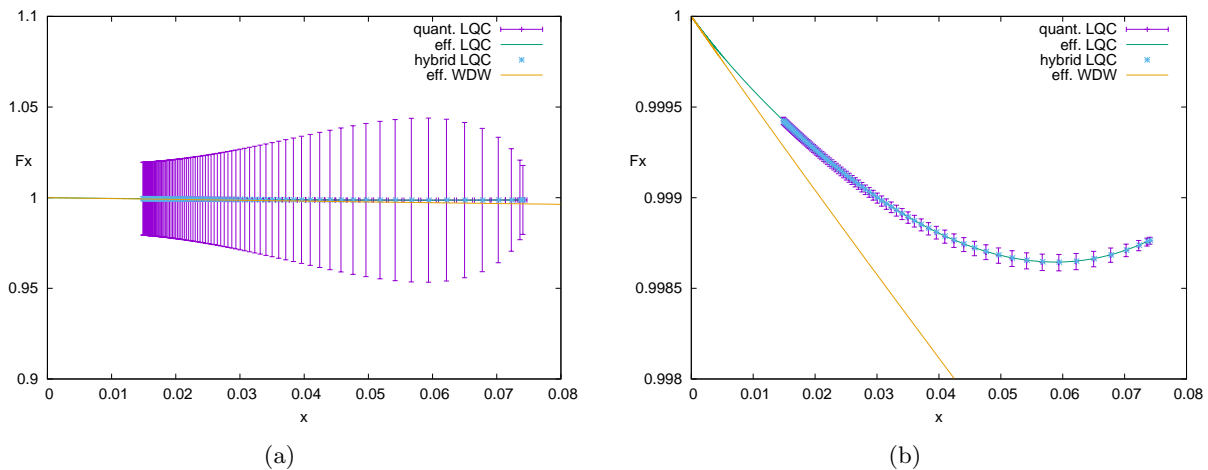 1.1
1.05
1
0.95
0.9
Fx
quant. LQC
eff. LQC
hybrid LQC
eff. WDW
0 0.01 0.02 0.03 0.04 0.05 0.06 0.07 0.08
x
(a)
1
0.9995
0.999
0.9985
0.998
Fx
quant. LQC
eff. LQC
hybrid LQC
eff. WDW
0 0.01 0.02 0.03 0.04 0.05 0.06 0.07 0.08
x
(b)